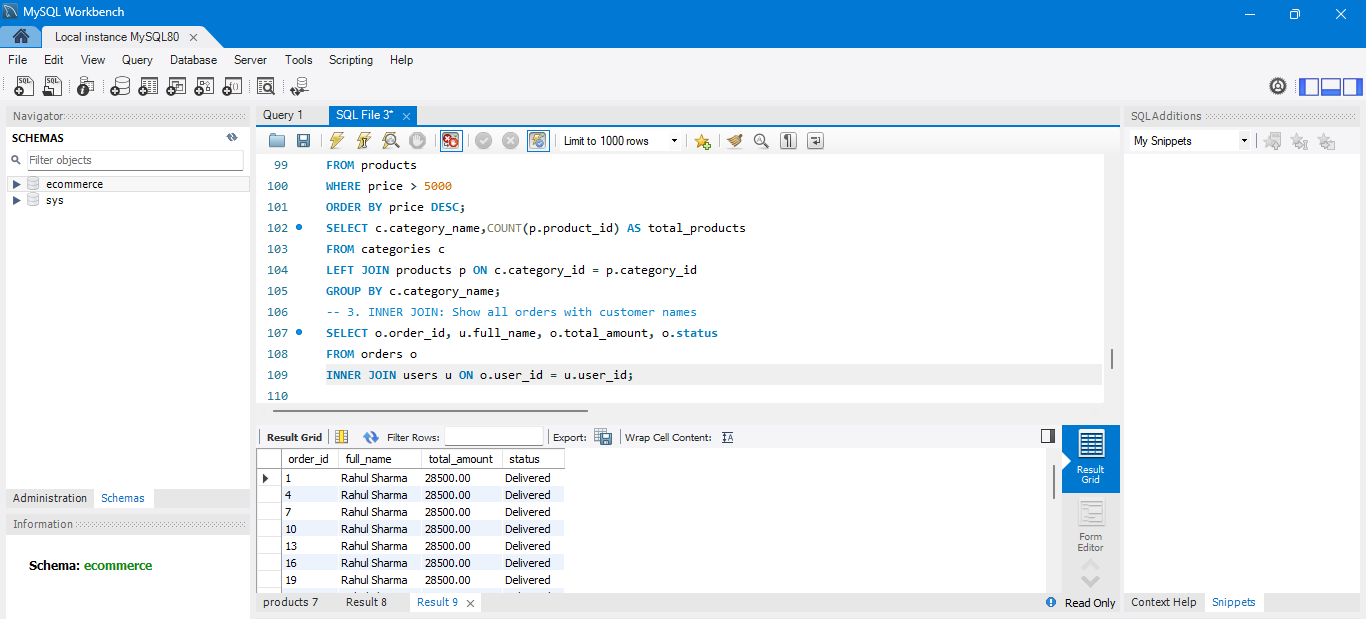 MySQL Workbench
Local instance MySQL80
File Edit View Query Database Server Tools Scripting Help
Navigator
SCHEMAS
Filter objects
ecommerce
sys
Administration Schemas
Information
Schema: ecommerce
Query 1 SQL File 3*
Limit to 1000 rows
99 FROM products
100 WHERE price > 5000
101 ORDER BY price DESC;
102 SELECT c.category_name,COUNT(p.product_id) AS total_products
103 FROM categories c
104 LEFT JOIN products p ON c.category_id = p.category_id
105 GROUP BY c.category_name;
106 -- 3. INNER JOIN: Show all orders with customer names
107 SELECT o.order_id, u.full_name, o.total_amount, o.status
108 FROM orders o
109 INNER JOIN users u ON o.user_id = u.user_id;
110
Result Grid Filter Rows: Export: Wrap Cell Content:
order_id full_name total_amount status
1 Rahul Sharma 28500.00 Delivered
4 Rahul Sharma 28500.00 Delivered
7 Rahul Sharma 28500.00 Delivered
10 Rahul Sharma 28500.00 Delivered
13 Rahul Sharma 28500.00 Delivered
16 Rahul Sharma 28500.00 Delivered
19 Rahul Sharma 28500.00 Delivered
Result
Grid
Form
Editor
products 7 Result 8 Result 9
Read Only
SQLAdditions
My Snippets
Context Help Snippets